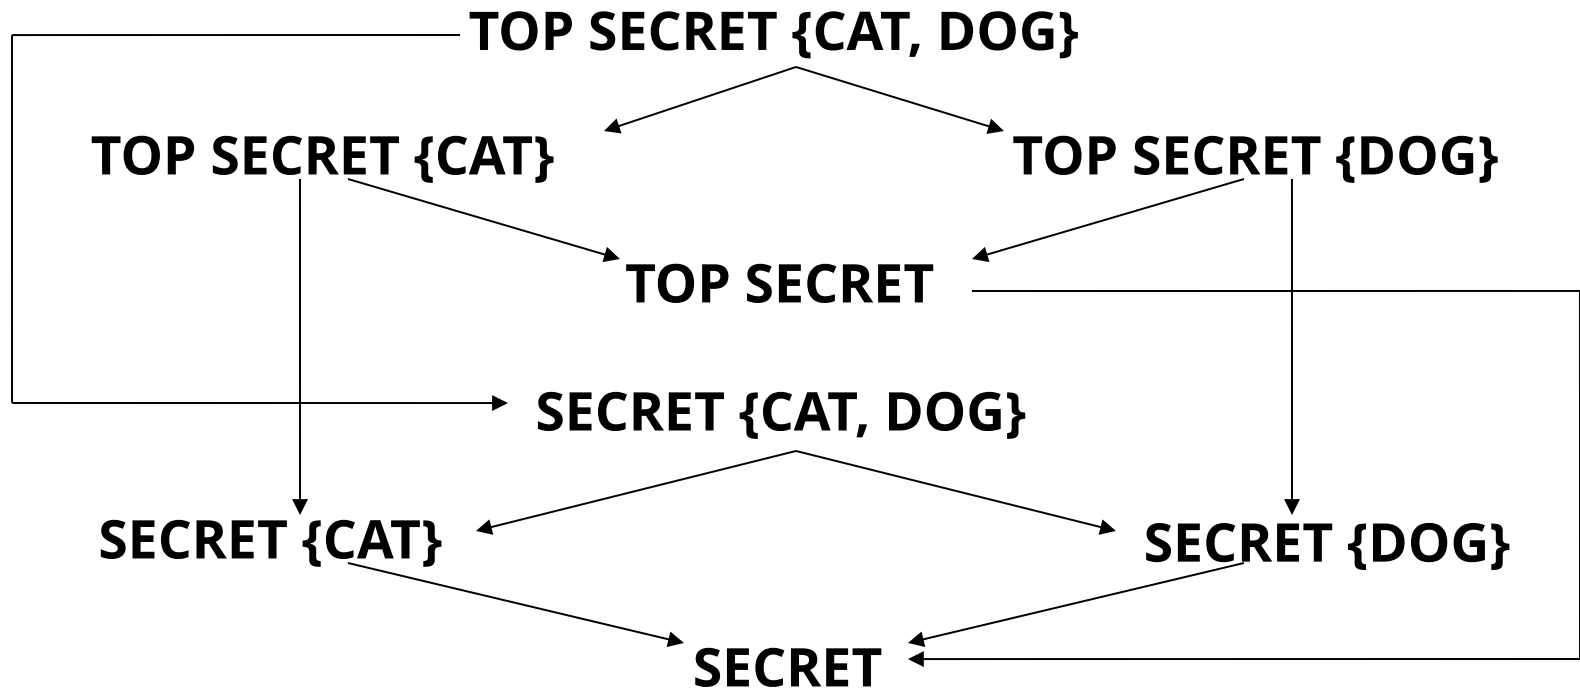 TOP SECRET {CAT, DOG}
TOP SECRET {CAT}
TOP SECRET {DOG}
TOP SECRET
SECRET {CAT, DOG}
SECRET {CAT}
SECRET {DOG}
SECRET